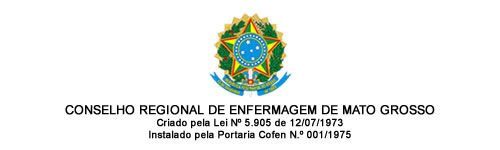 CONSELHO REGIONAL DE ENFERMAGEM DE MATO GROSSO
Criado pela Lei Nº 5.905 de 12/07/1973
Instalado pela Portaria Cofen N.º 001/1975